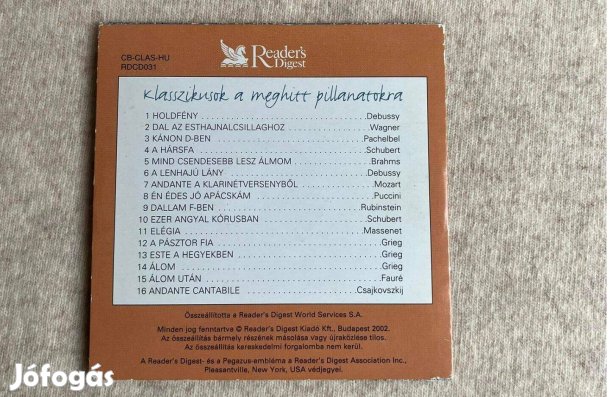 CB-CLAS-HU
RDCD031
Reader's
Digest
Klasszikusok a meghitt pillanatokra
1 HOLDFÉNY Debussy
2 DAL AZ ESTHAJNALCSILLAGHOZ Wagner
3 KÁNON D-BEN Pachelbel
4 A HÁRSFA Schubert
5 MIND CSENDESEBB LESZ ÁLMOM Brahms
6 A LENHAJÚ LÁNY Debussy
7 ANDANTE A KLARINÉTVERSENYBŐL Mozart
8 ÉN ÉDES JÓ APÁCSKÁM Puccini
9 DALLAM F-BEN Rubinstein
10 EZER ANGYAL KÓRUSBAN Schubert
11 ELÉGIA Massenet
12 A PÁSZTOR FIA Grieg
13 ESTE A HEGYEKBEN Grieg
14 ÁLOM Grieg
15 ÁLOM UTÁN Fauré
16 ANDANTE CANTABILE Csajkovszkij
Összeállította a Reader's Digest World Services S.A.
Minden jog fenntartva © Reader's Digest Kiadó Kft., Budapest 2002.
Az összeállítás bármely részének másolása vagy újraközlése tilos.
Az összeállítás kereskedelmi forgalomba nem kerül.
A Reader's Digest- és a Pegazus-embléma a Reader's Digest Association Inc.,
Pleasantville, New York, USA védjegyei.
Jófogás